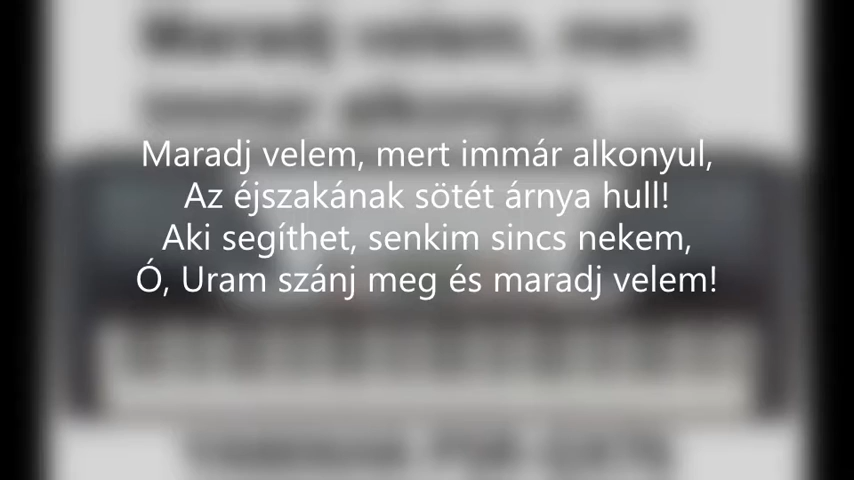 Maradj velem, mert immár alkonyul,
Az éjszakának sötét árnya hull!
Aki segíthet, senkim sincs nekem,
Ó, Uram szánj meg és maradj velem!